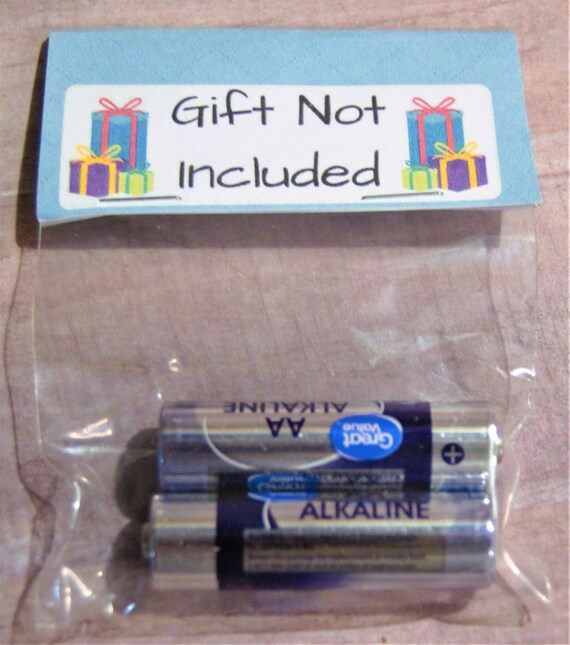 Gift Not
Included
ALKALINE
AA
Great
Value
+
ALKALINE